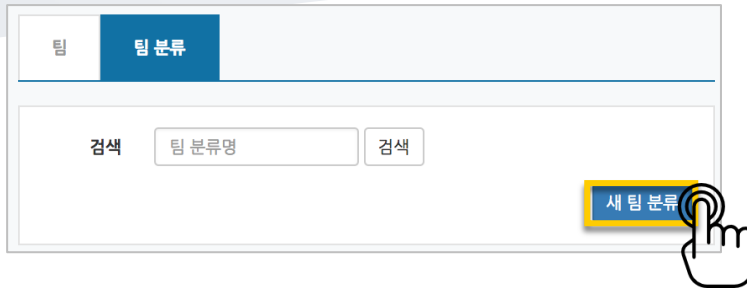 팀 팀 분류
검색 팀 분류명 검색
새 팀 분류